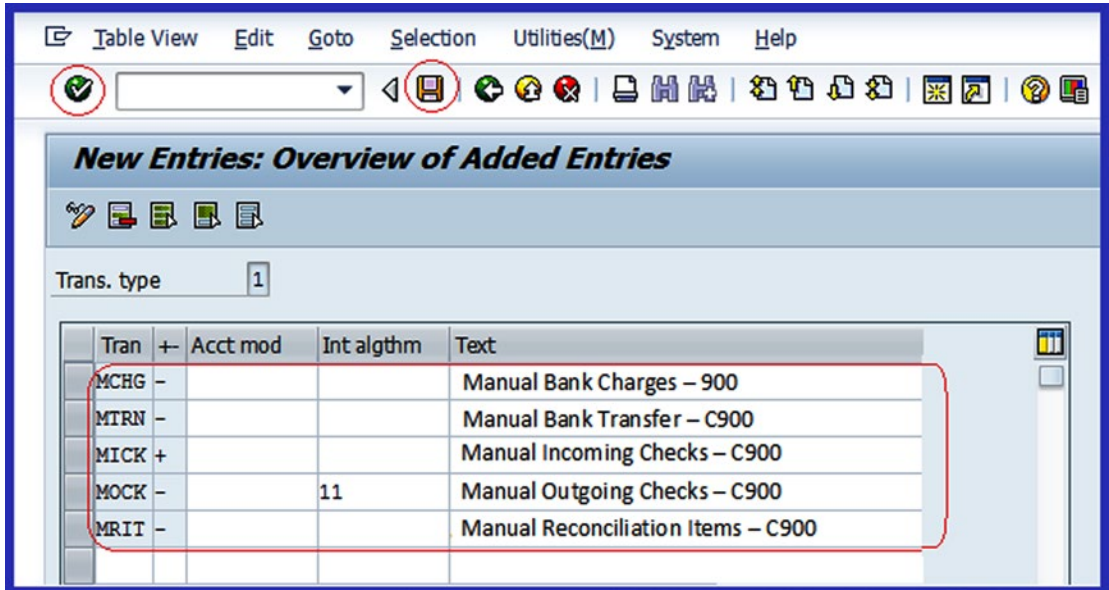 Table View Edit Goto Selection Utilities(M) System Help
New Entries: Overview of Added Entries
Trans. type 1
Tran +- Acct mod Int algthm Text
MCHG - Manual Bank Charges – 900
MTRN - Manual Bank Transfer – C900
MICK + Manual Incoming Checks – C900
MOCK - 11 Manual Outgoing Checks – C900
MRIT - Manual Reconciliation Items – C900